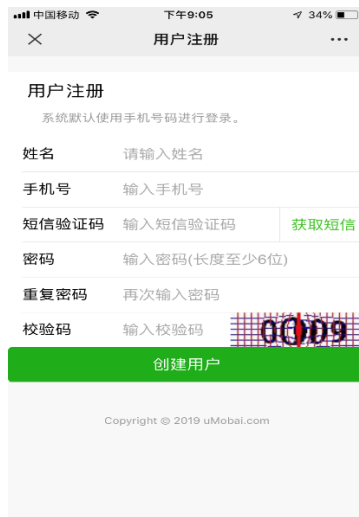 中国移动 下午9:05 34%
用户注册
用户注册
系统默认使用手机号码进行登录。
姓名 请输入姓名
手机号 输入手机号
短信验证码 输入短信验证码 获取短信
密码 输入密码(长度至少6位)
重复密码 再次输入密码
校验码 输入校验码
创建用户
Copyright © 2019 uMobai.com